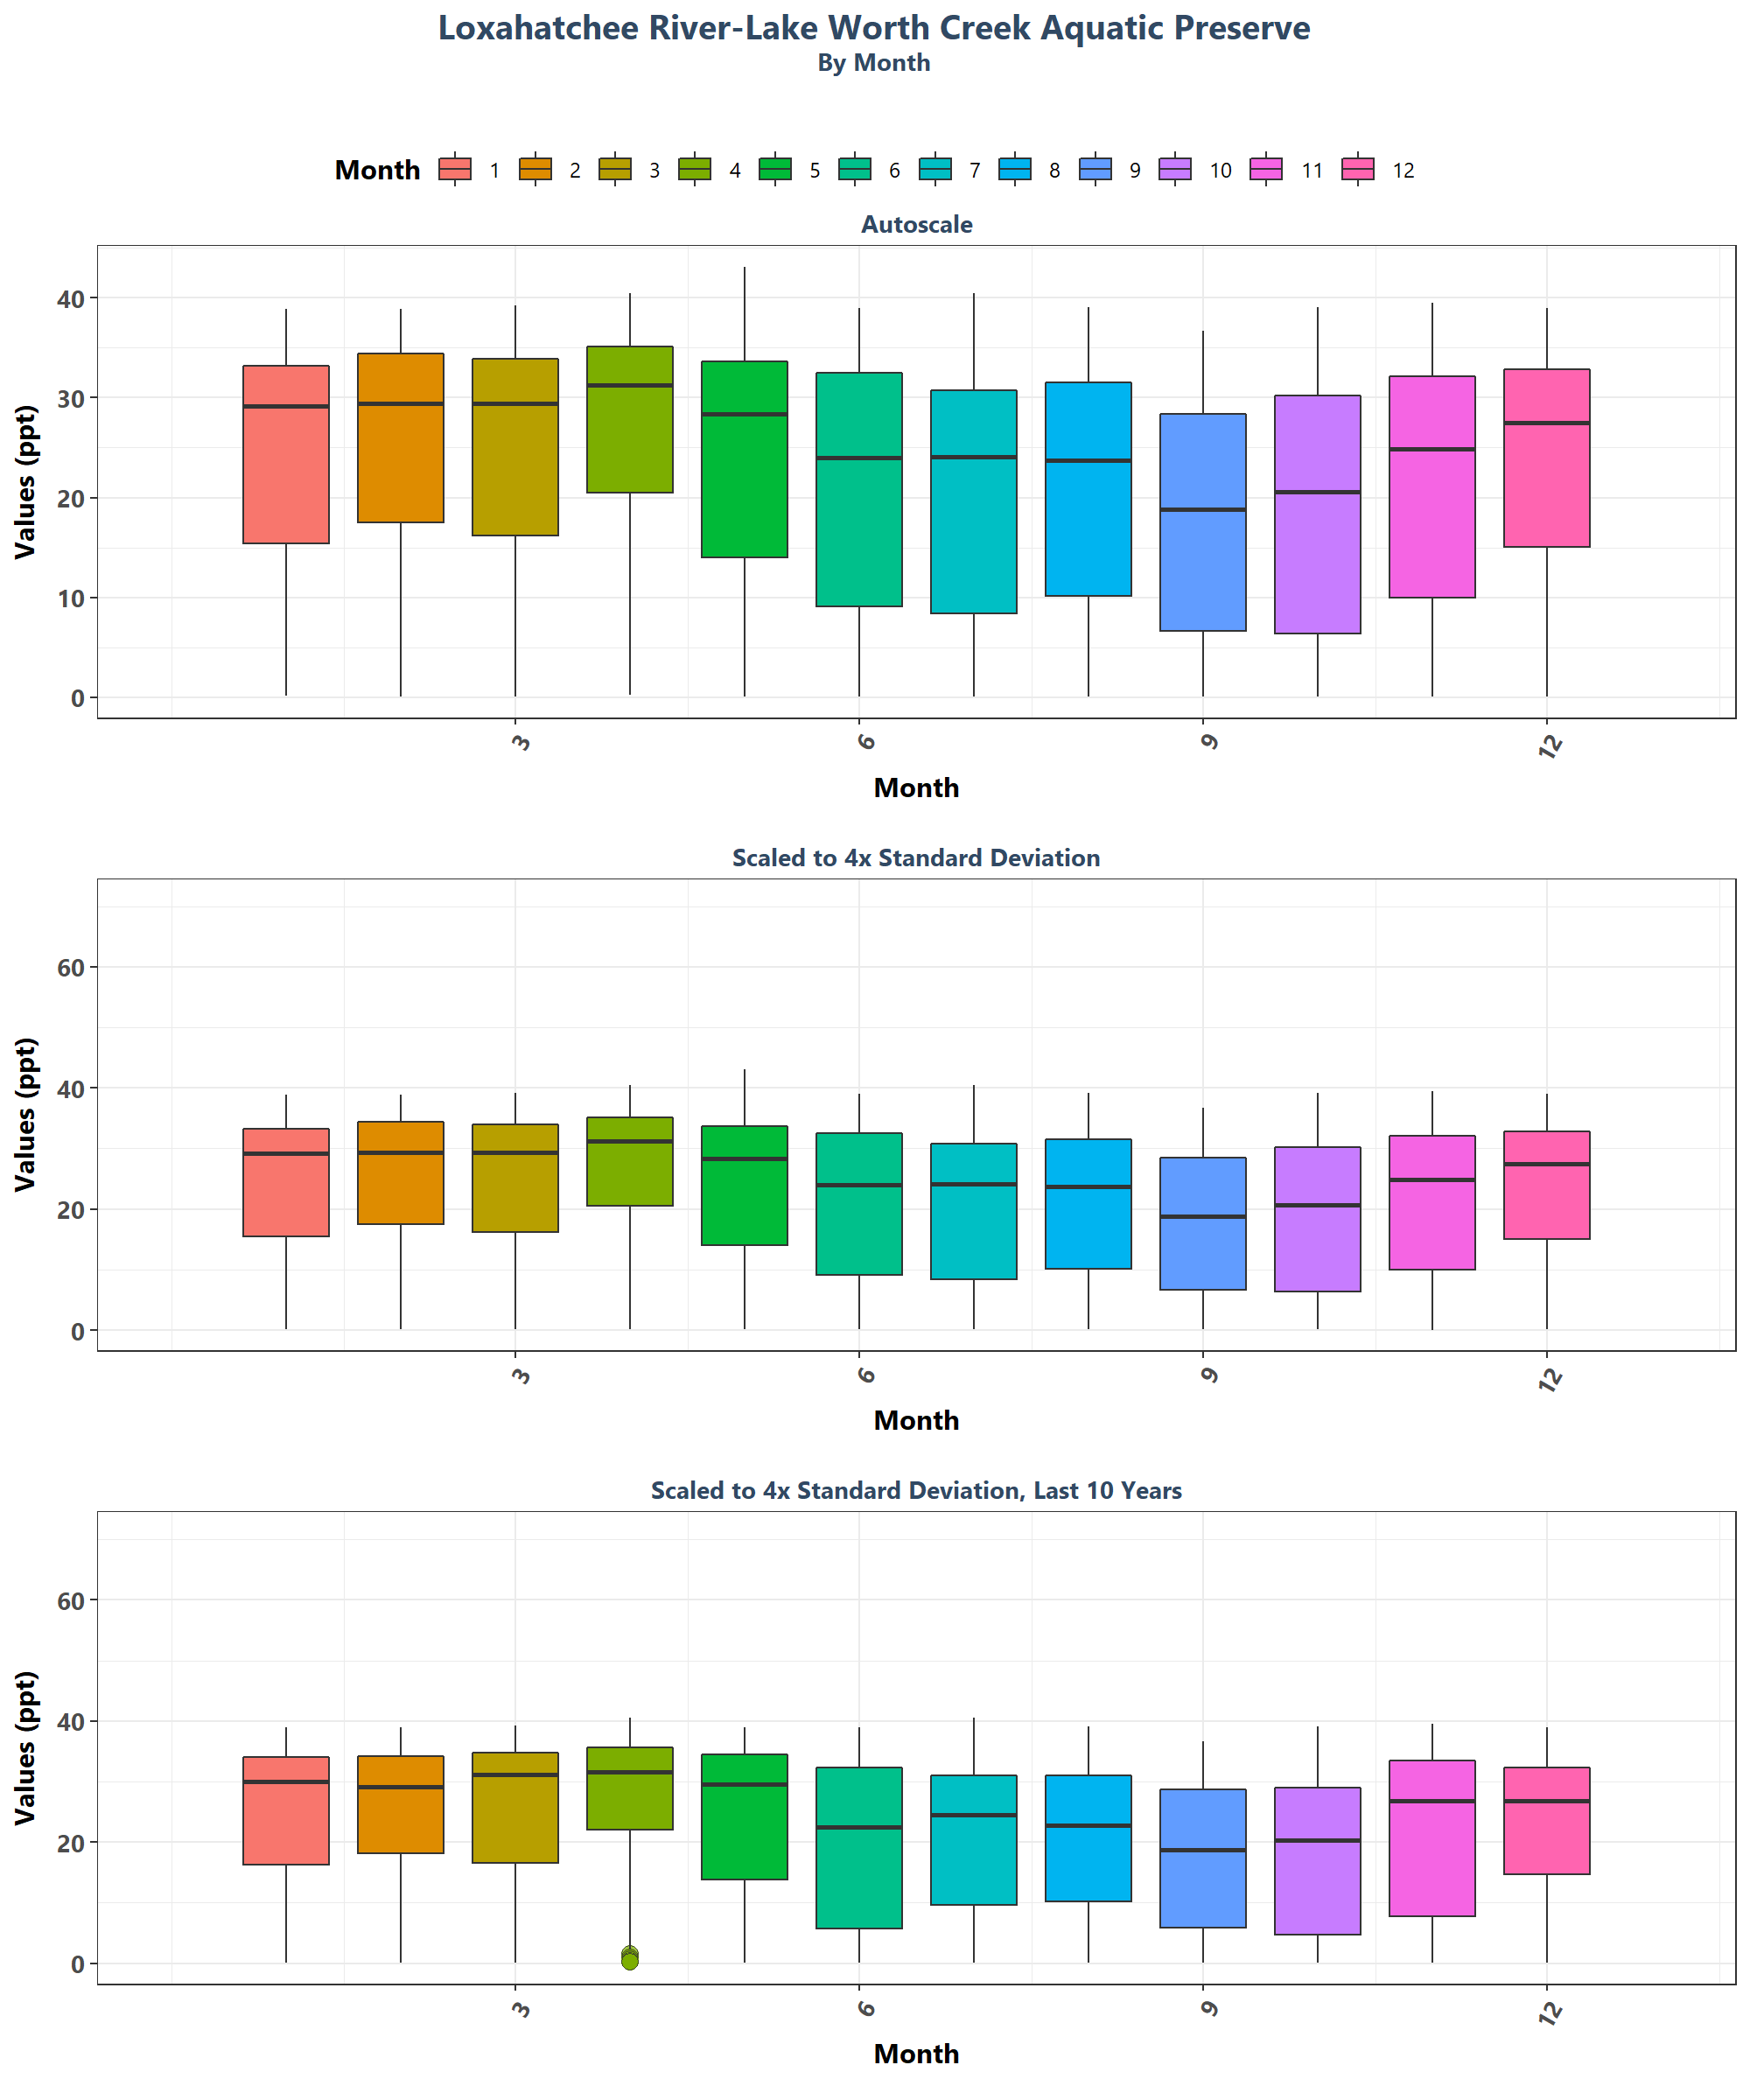 Loxahatchee River-Lake Worth Creek Aquatic Preserve
By Month
Month 1 2 3 4 5 6 7 8 9 10 11 12
Autoscale
Values (ppt)
40
30
20
10
0
3 6 9 12
Month
Scaled to 4x Standard Deviation
Values (ppt)
60
40
20
0
3 6 9 12
Month
Scaled to 4x Standard Deviation, Last 10 Years
Values (ppt)
60
40
20
0
3 6 9 12
Month